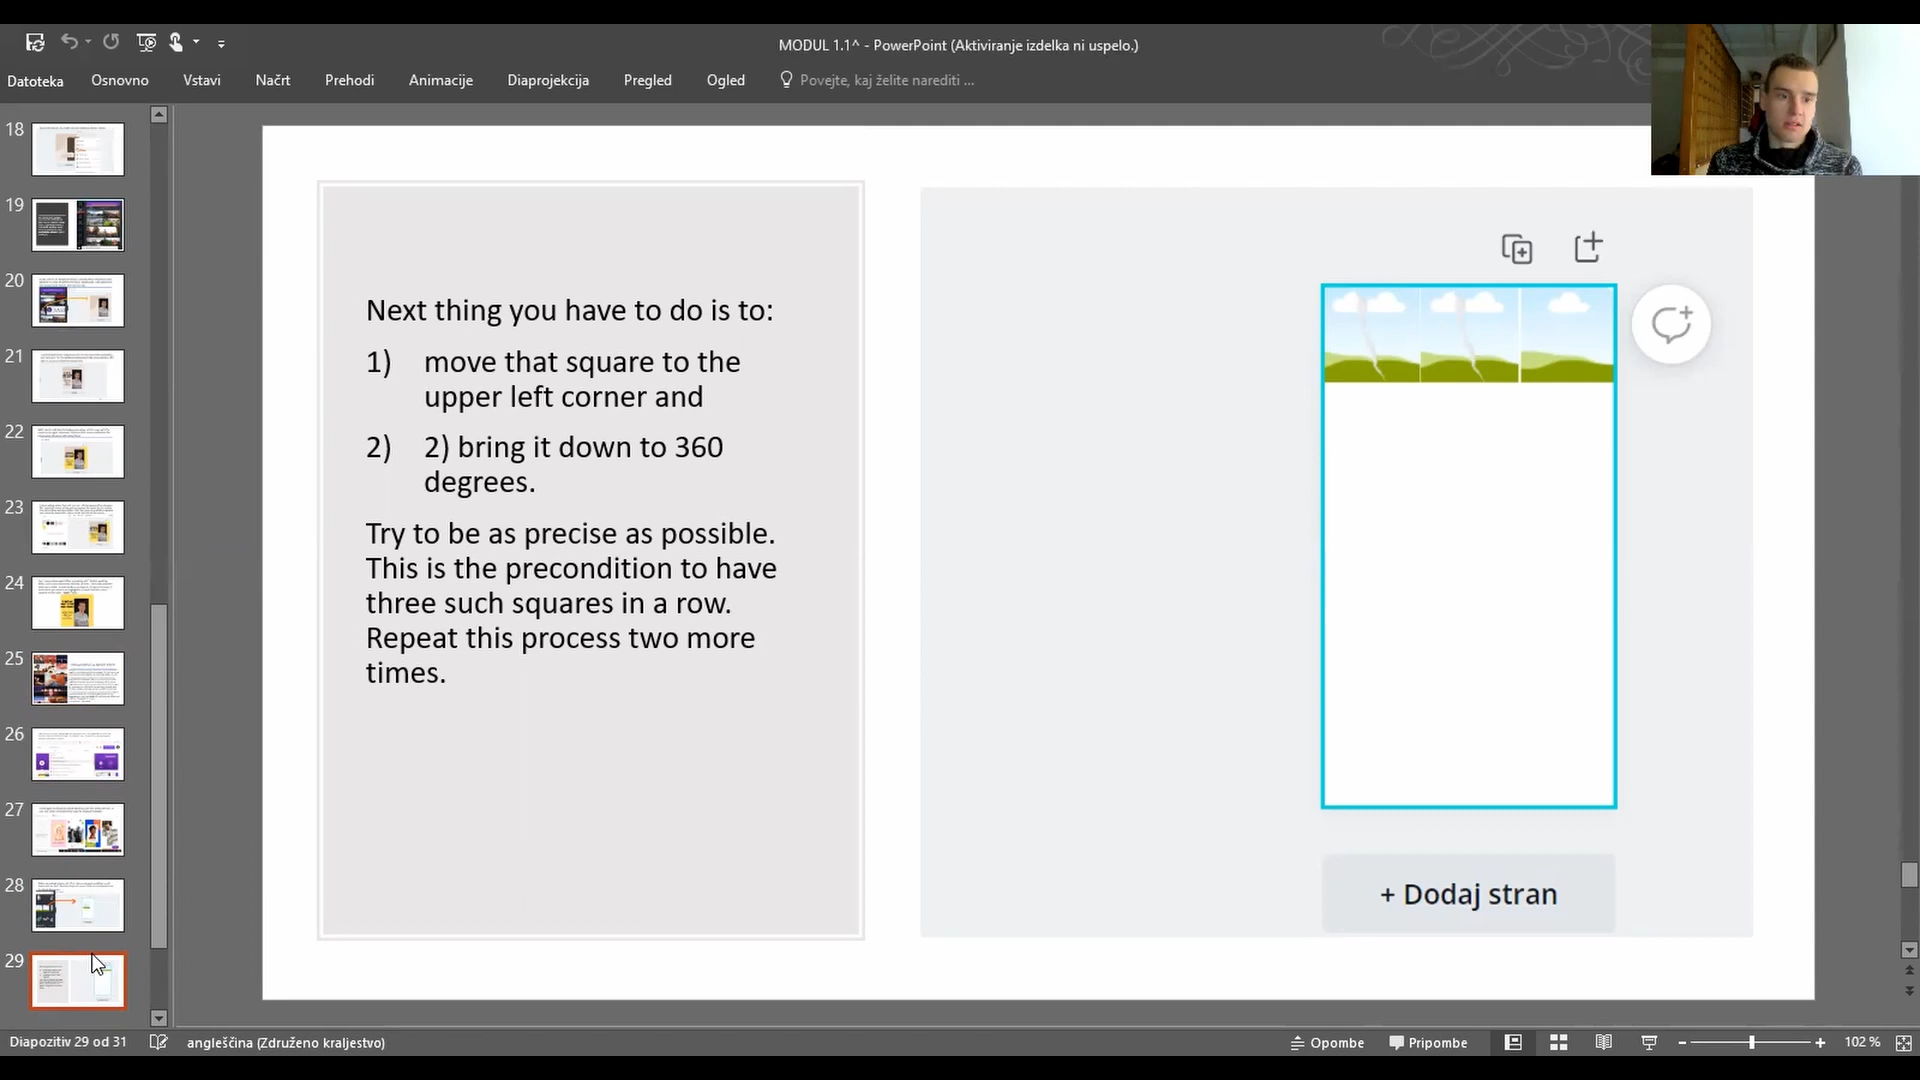 MODUL 1.1^ - PowerPoint (Aktiviranje izdelka ni uspelo.)
Datoteka Osnovno Vstavi Načrt Prehodi Animacije Diaprojekcija Pregled Ogled Povejte, kaj želite narediti ...
18
19
20
21
22
23
24
25
26
27
28
29
Next thing you have to do is to:
1) move that square to the
upper left corner and
2) 2) bring it down to 360
degrees.
Try to be as precise as possible.
This is the precondition to have
three such squares in a row.
Repeat this process two more
times.
+ Dodaj stran
Diapozitiv 29 od 31 angleščina (Združeno kraljestvo) Opombe Pripombe 102 %